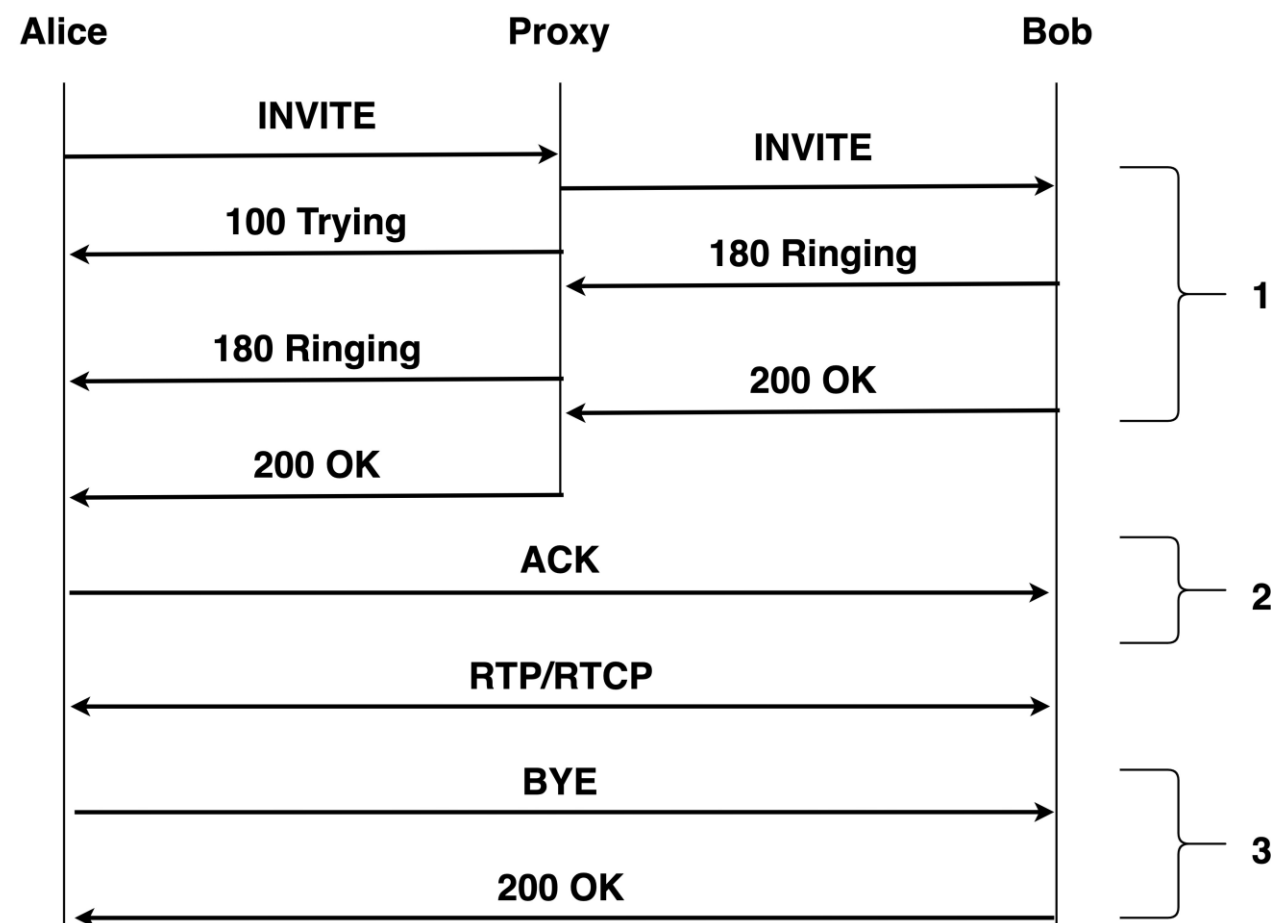 Alice Proxy Bob
INVITE
INVITE
100 Trying
180 Ringing
1
180 Ringing
200 OK
200 OK
ACK
2
RTP/RTCP
BYE
3
200 OK